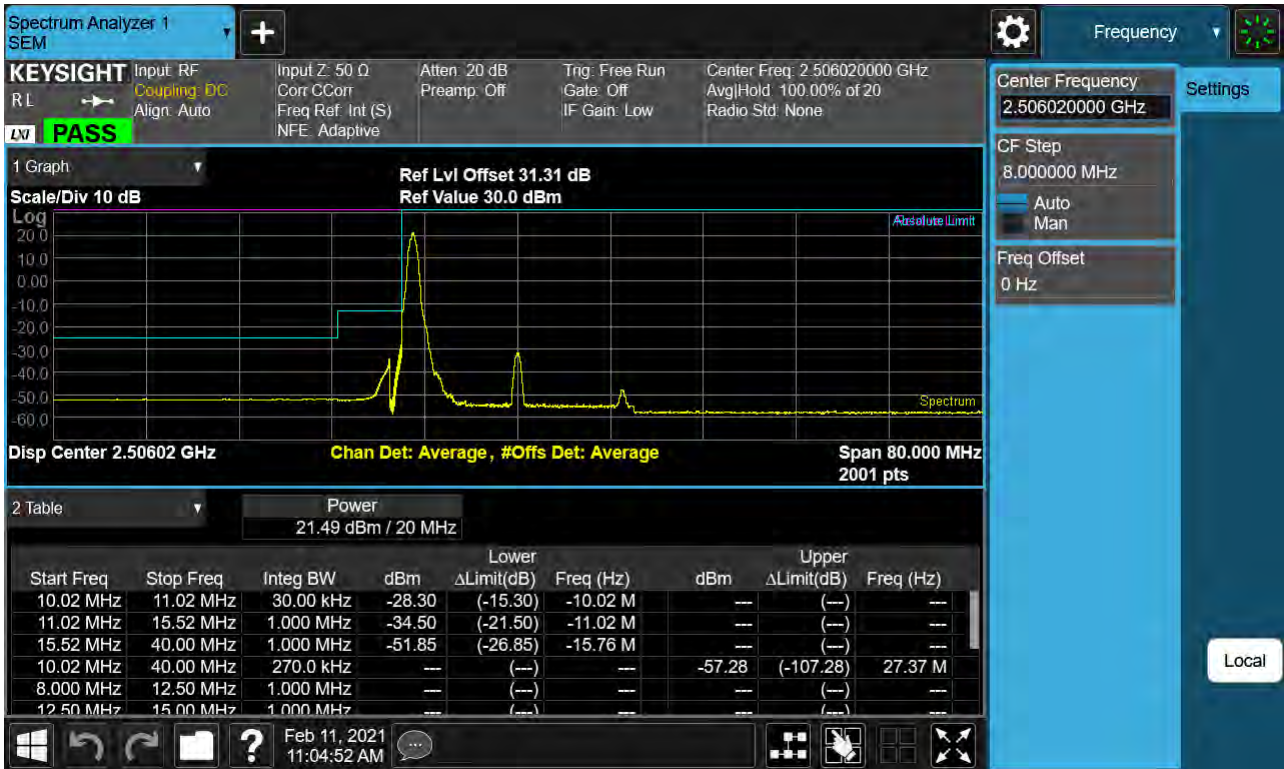 Spectrum Analyzer 1
SEM
Frequency
KEYSIGHT
R L
LXI
PASS
Input: RF
Coupling: DC
Align: Auto
Input Z: 50 Ω
Corr CCorr
Freq Ref: Int (S)
NFE: Adaptive
Atten: 20 dB
Preamp: Off
Trig: Free Run
Gate: Off
IF Gain: Low
Center Freq: 2.506020000 GHz
Avg|Hold: 100.00% of 20
Radio Std: None
Center Frequency
2.506020000 GHz
Settings
CF Step
8.000000 MHz
Auto
Man
Freq Offset
0 Hz
Local
1 Graph
Ref Lvl Offset 31.31 dB
Scale/Div 10 dB
Ref Value 30.0 dBm
Log
Absolute Limit
20.0
10.0
0.00
-10.0
-20.0
-30.0
-40.0
-50.0
-60.0
Spectrum
Disp Center 2.50602 GHz
Chan Det: Average, #Offs Det: Average
Span 80.000 MHz
2001 pts
2 Table
Power
21.49 dBm / 20 MHz
Lower Upper
Start Freq Stop Freq Integ BW dBm ΔLimit(dB) Freq (Hz) dBm ΔLimit(dB) Freq (Hz)
10.02 MHz 11.02 MHz 30.00 kHz -28.30 (-15.30) -10.02 M --- (---) ---
11.02 MHz 15.52 MHz 1.000 MHz -34.50 (-21.50) -11.02 M --- (---) ---
15.52 MHz 40.00 MHz 1.000 MHz -51.85 (-26.85) -15.76 M --- (---) ---
10.02 MHz 40.00 MHz 270.0 kHz --- (---) --- -57.28 (-107.28) 27.37 M
8.000 MHz 12.50 MHz 1.000 MHz --- (---) --- --- (---) ---
12.50 MHz 15.00 MHz 1.000 MHz --- (---) --- --- (---) ---
?
Feb 11, 2021
11:04:52 AM